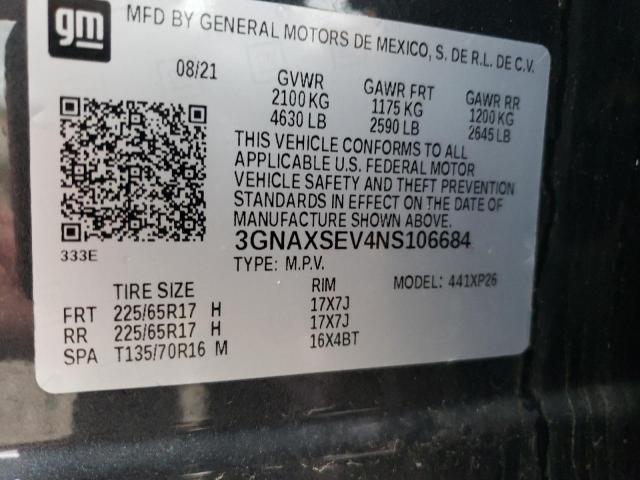 gm
MFD BY GENERAL MOTORS DE MEXICO, S. DE R.L. DE C.V.
08/21 GVWR GAWR FRT GAWR RR
2100 KG 1175 KG 1200 KG
4630 LB 2590 LB 2645 LB
THIS VEHICLE CONFORMS TO ALL
APPLICABLE U.S. FEDERAL MOTOR
VEHICLE SAFETY AND THEFT PREVENTION
STANDARDS IN EFFECT ON THE DATE OF
MANUFACTURE SHOWN ABOVE.
3GNAXSEV4NS106684
333E
TYPE: M.P.V. MODEL: 441XP26
TIRE SIZE RIM
FRT 225/65R17 H 17X7J
RR 225/65R17 H 17X7J
SPA T135/70R16 M 16X4BT